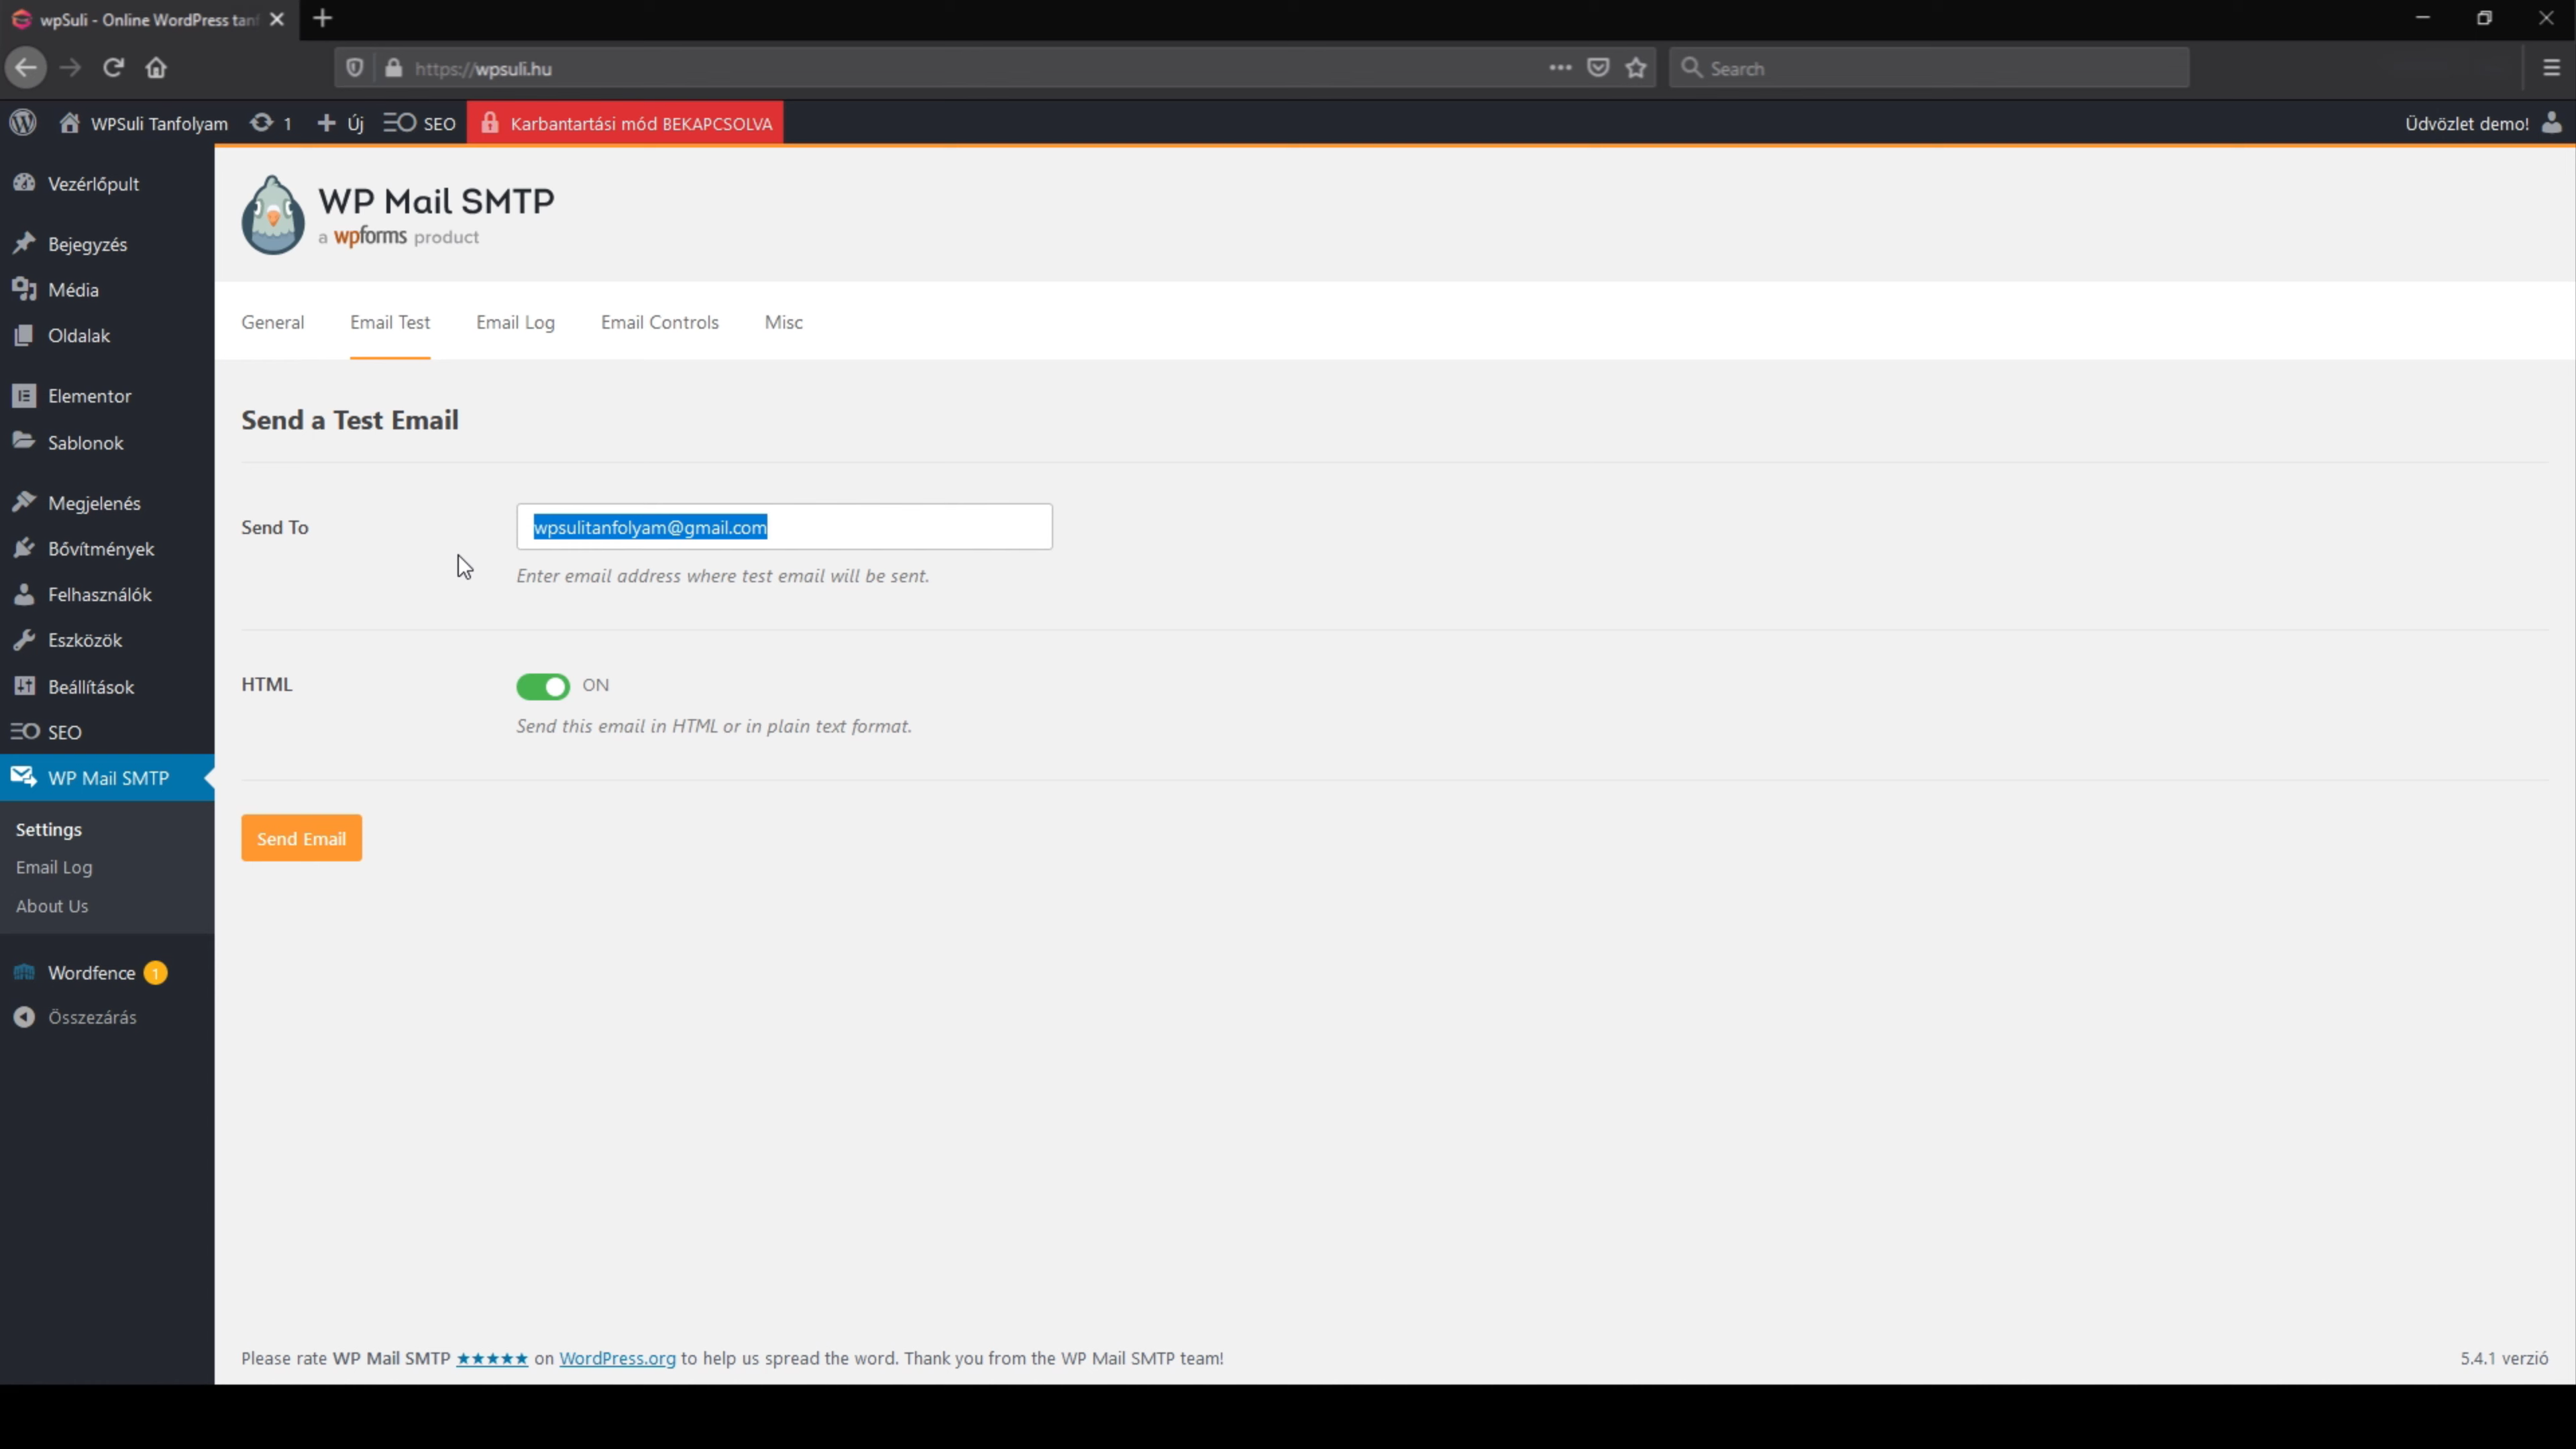 wpSuli - Online WordPress tanf
https://wpsuli.hu
Search
WPSuli Tanfolyam
1
Új
SEO
Karbantartási mód BEKAPCSOLVA
Üdvözlet demo!
Vezérlőpult
Bejegyzés
Média
Oldalak
Elementor
Sablonok
Megjelenés
Bővítmények
Felhasználók
Eszközök
Beállítások
SEO
WP Mail SMTP
Settings
Email Log
About Us
Wordfence 1
Összezárás
WP Mail SMTP
a wpforms product
General
Email Test
Email Log
Email Controls
Misc
Send a Test Email
Send To
wpsulitanfolyam@gmail.com
Enter email address where test email will be sent.
HTML
ON
Send this email in HTML or in plain text format.
Send Email
Please rate WP Mail SMTP ★★★★★ on WordPress.org to help us spread the word. Thank you from the WP Mail SMTP team!
5.4.1 verzió